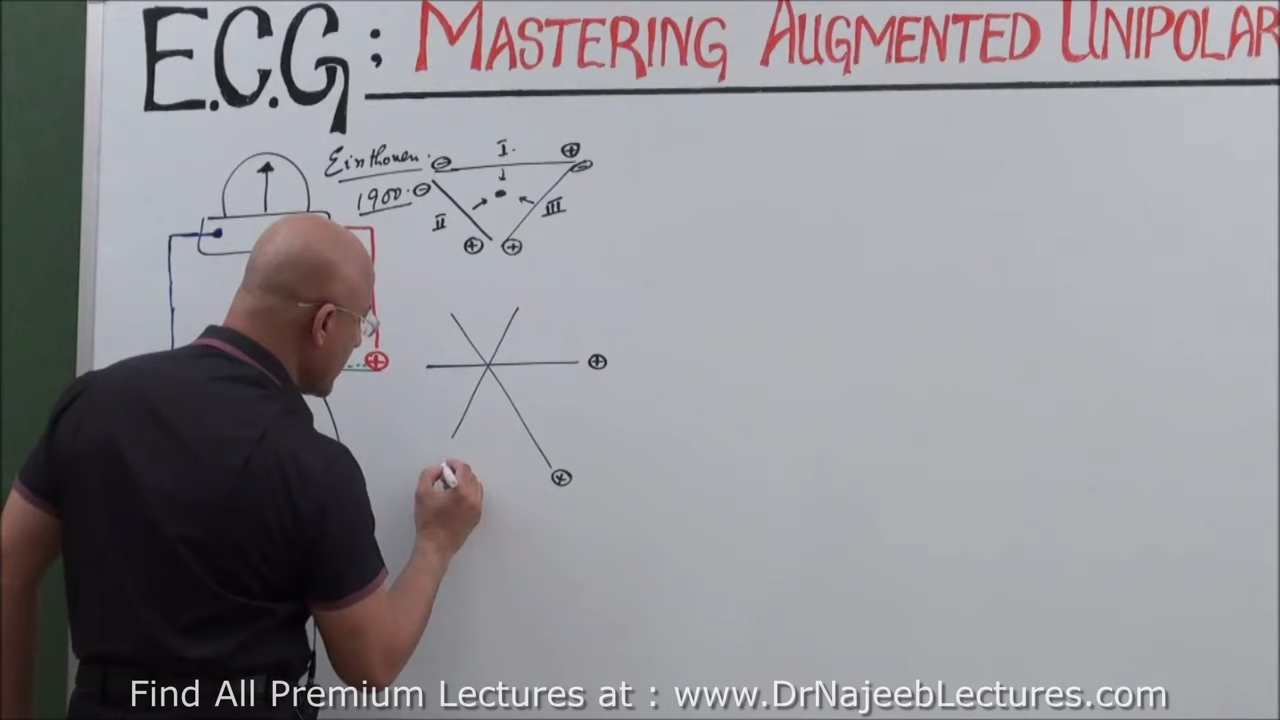 E.C.G : MASTERING AUGMENTED UNIPOLAR
Einthoven.
1900.
I.
II
III
Find All Premium Lectures at : www.DrNajeebLectures.com